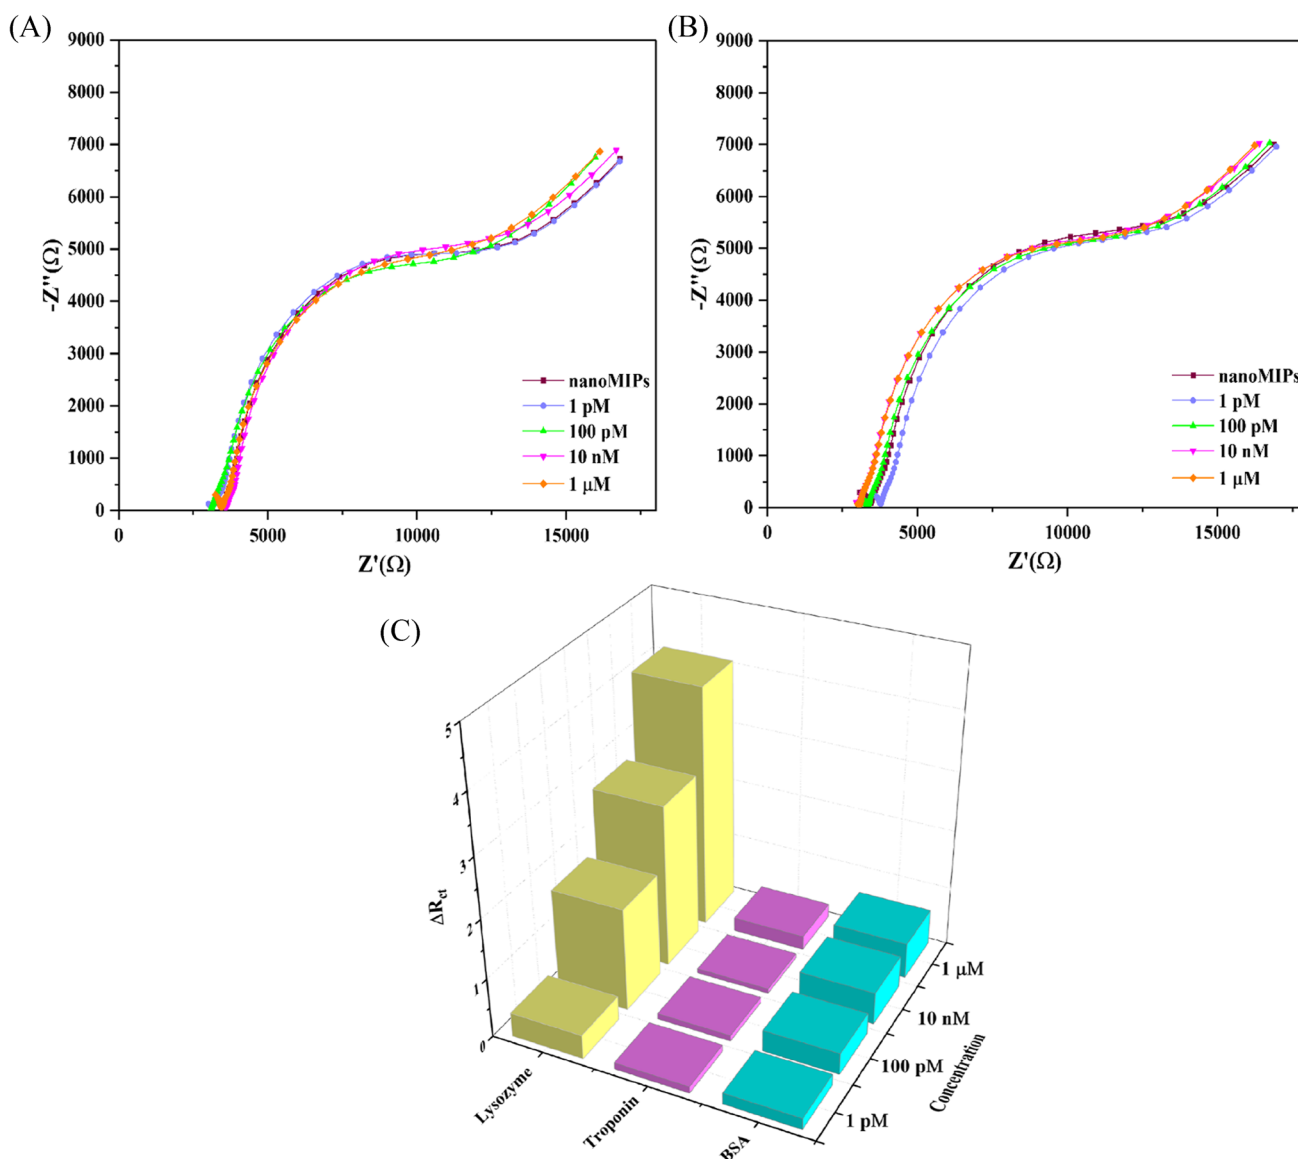 (A)
9000
8000
7000
6000
5000
4000
3000
2000
1000
0
-Z''(Ω)
nanoMIPs
1 pM
100 pM
10 nM
1 μM
0
5000
10000
15000
Z'(Ω)
(B)
9000
8000
7000
6000
5000
4000
3000
2000
1000
0
-Z''(Ω)
nanoMIPs
1 pM
100 pM
10 nM
1 μM
0
5000
10000
15000
Z'(Ω)
(C)
5
4
3
2
1
0
ΔRct
Lysozyme
Troponin
BSA
1 μM
10 nM
100 pM
1 pM
Concentration